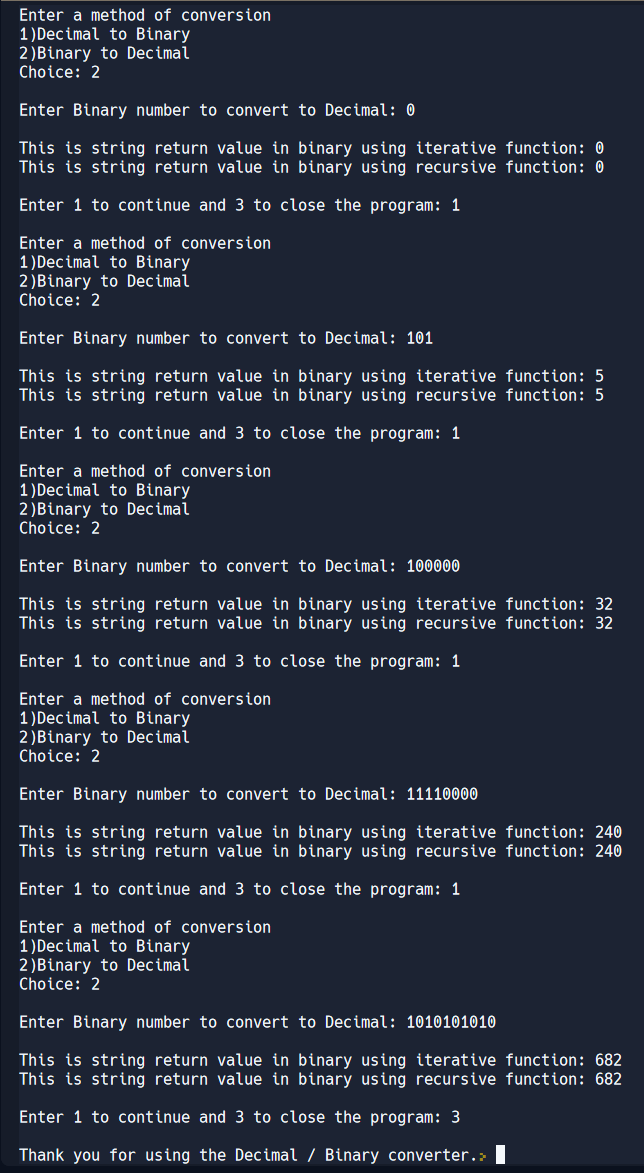 Enter a method of conversion
1)Decimal to Binary
2)Binary to Decimal
Choice: 2
Enter Binary number to convert to Decimal: 0
This is string return value in binary using iterative function: 0
This is string return value in binary using recursive function: 0
Enter 1 to continue and 3 to close the program: 1
Enter a method of conversion
1)Decimal to Binary
2)Binary to Decimal
Choice: 2
Enter Binary number to convert to Decimal: 101
This is string return value in binary using iterative function: 5
This is string return value in binary using recursive function: 5
Enter 1 to continue and 3 to close the program: 1
Enter a method of conversion
1)Decimal to Binary
2)Binary to Decimal
Choice: 2
Enter Binary number to convert to Decimal: 100000
This is string return value in binary using iterative function: 32
This is string return value in binary using recursive function: 32
Enter 1 to continue and 3 to close the program: 1
Enter a method of conversion
1)Decimal to Binary
2)Binary to Decimal
Choice: 2
Enter Binary number to convert to Decimal: 11110000
This is string return value in binary using iterative function: 240
This is string return value in binary using recursive function: 240
Enter 1 to continue and 3 to close the program: 1
Enter a method of conversion
1)Decimal to Binary
2)Binary to Decimal
Choice: 2
Enter Binary number to convert to Decimal: 1010101010
This is string return value in binary using iterative function: 682
This is string return value in binary using recursive function: 682
Enter 1 to continue and 3 to close the program: 3
Thank you for using the Decimal / Binary converter.